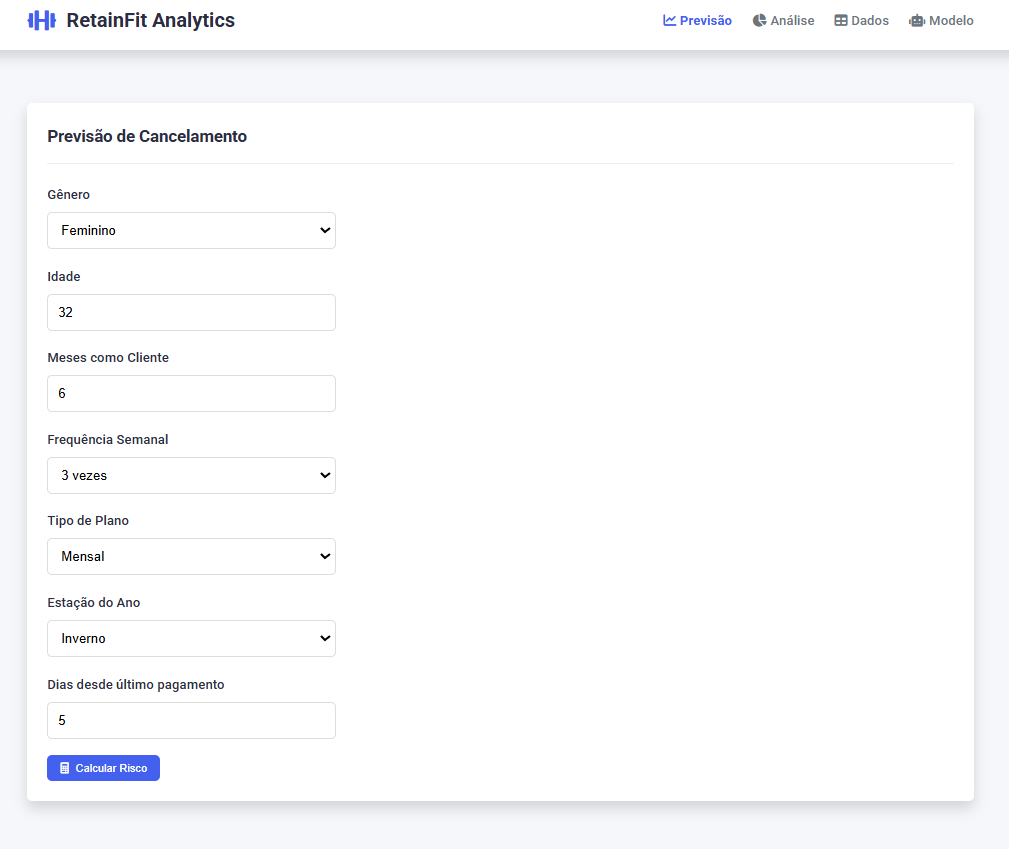 RetainFit Analytics
Previsão Análise Dados Modelo
Previsão de Cancelamento
Gênero
Feminino
Idade
32
Meses como Cliente
6
Frequência Semanal
3 vezes
Tipo de Plano
Mensal
Estação do Ano
Inverno
Dias desde último pagamento
5
Calcular Risco